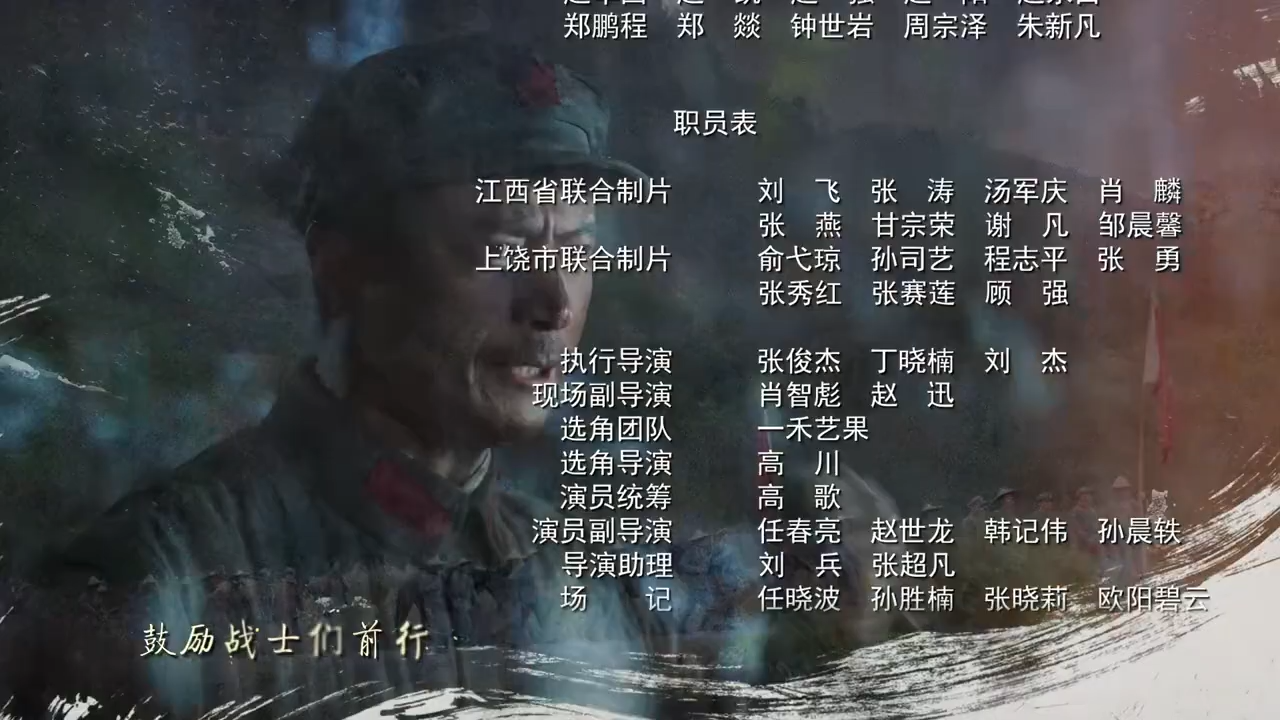 郑鹏程 郑 燚 钟世岩 周宗泽 朱新凡
职员表
江西省联合制片 刘 飞 张 涛 汤军庆 肖 麟
张 燕 甘宗荣 谢 凡 邹晨馨
上饶市联合制片 俞弋琼 孙司艺 程志平 张 勇
张秀红 张赛莲 顾 强
执行导演 张俊杰 丁晓楠 刘 杰
现场副导演 肖智彪 赵 迅
选角团队 一禾艺果
选角导演 高 川
演员统筹 高 歌
演员副导演 任春亮 赵世龙 韩记伟 孙晨轶
导演助理 刘 兵 张超凡
场 记 任晓波 孙胜楠 张晓莉 欧阳碧云
鼓励战士们前行